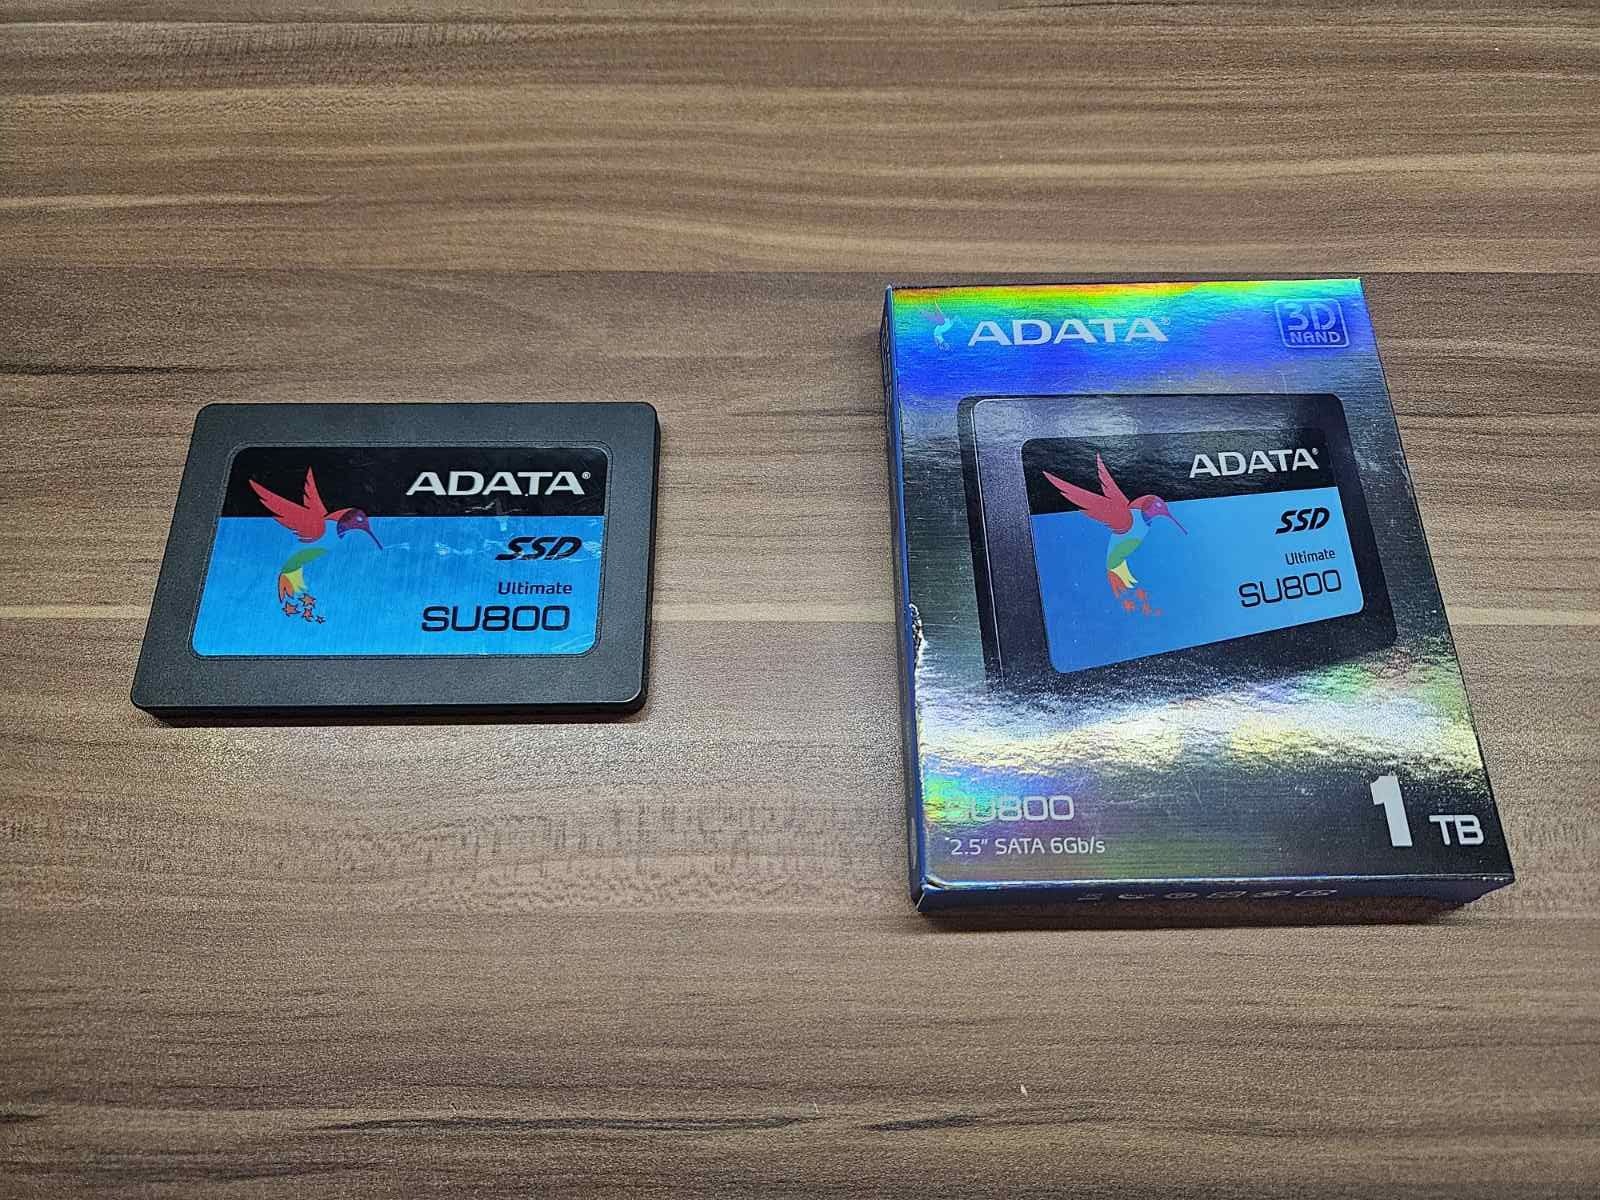 ADATA®
SSD
Ultimate
SU800
ADATA®
3D
NAND
ADATA®
SSD
Ultimate
SU800
SU800
2.5" SATA 6Gb/s
1 TB